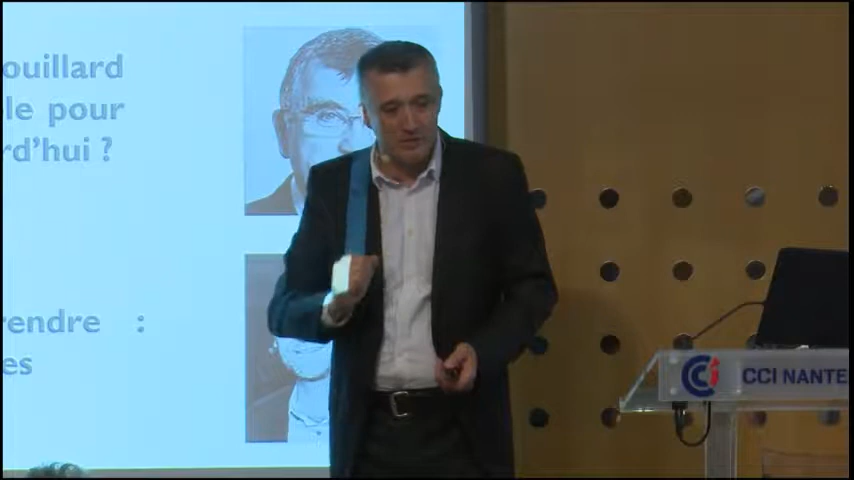 ouillard
le pour
rd'hui ?
rendre :
es
CCI NANTE